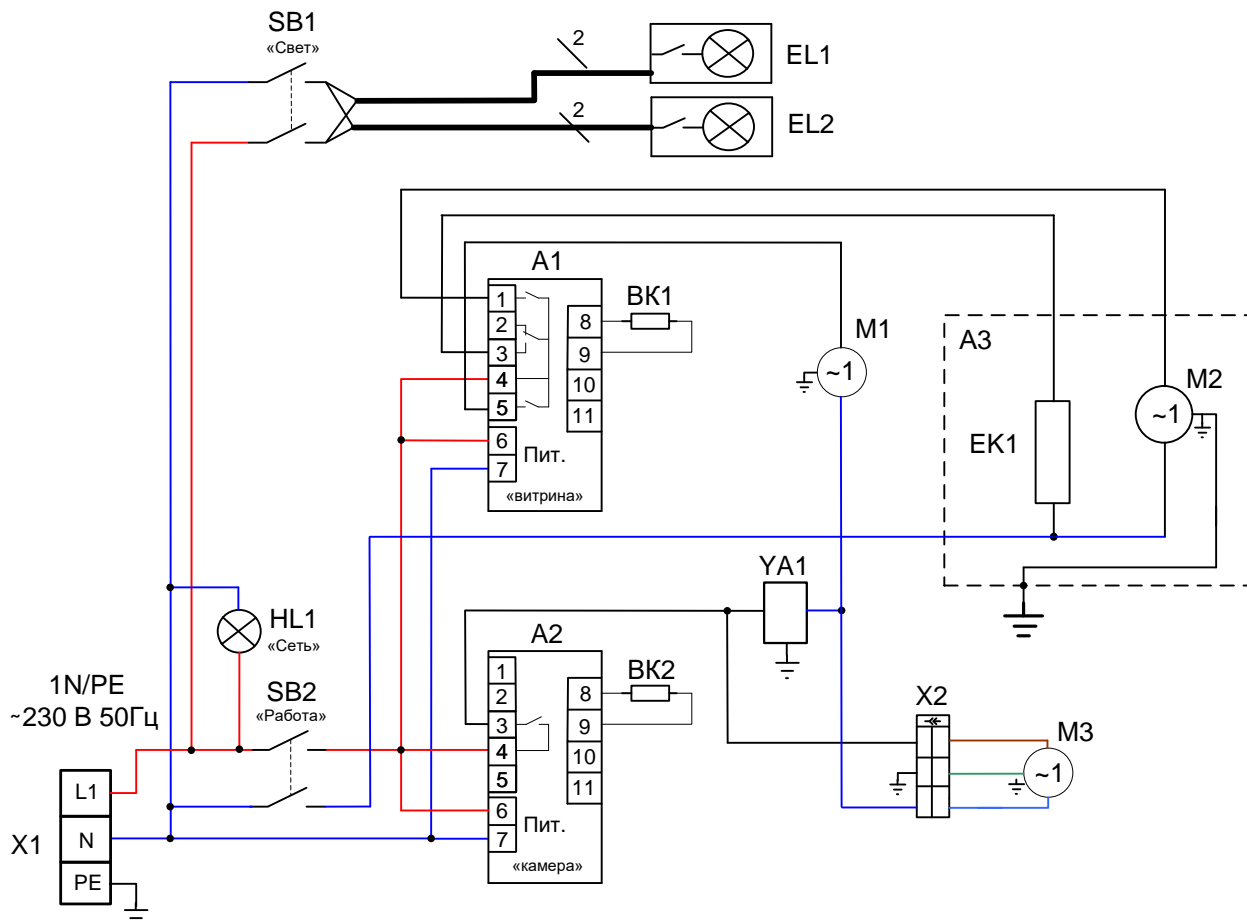 SB1
«Свет»
2
EL1
2
EL2
A1
1
2
3
4
5
6
7
8
9
10
11
Пит.
«витрина»
BK1
M1
~1
A3
M2
~1
EK1
YA1
HL1
«Сеть»
1N/PE
~230 В 50Гц
SB2
«Работа»
A2
1
2
3
4
5
6
7
8
9
10
11
Пит.
«камера»
BK2
X2
M3
~1
X1
L1
N
PE